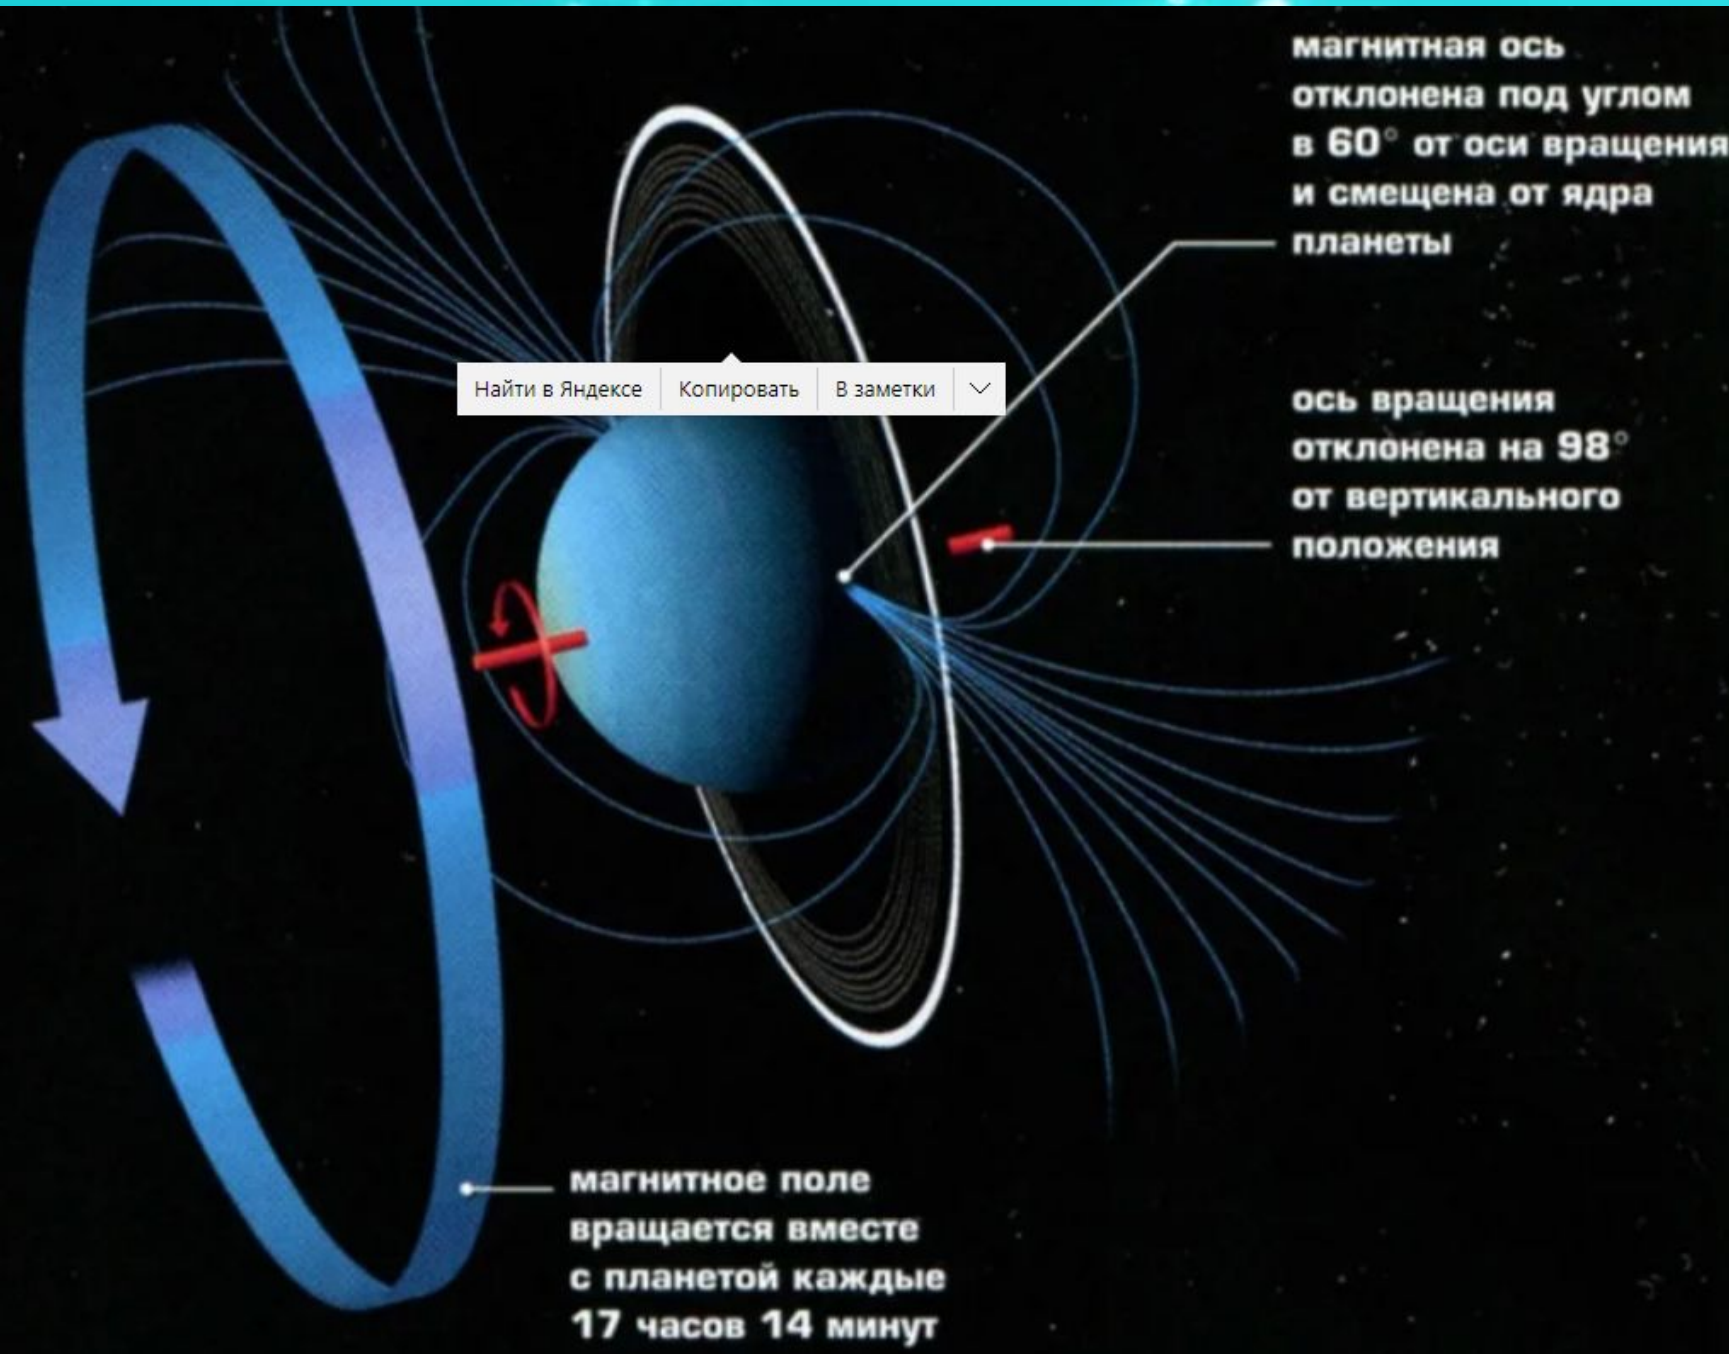 магнитная ось
отклонена под углом
в 60° от оси вращения
и смещена от ядра
планеты
Найти в Яндексе
Копировать
В заметки
ось вращения
отклонена на 98°
от вертикального
положения
магнитное поле
вращается вместе
с планетой каждые
17 часов 14 минут